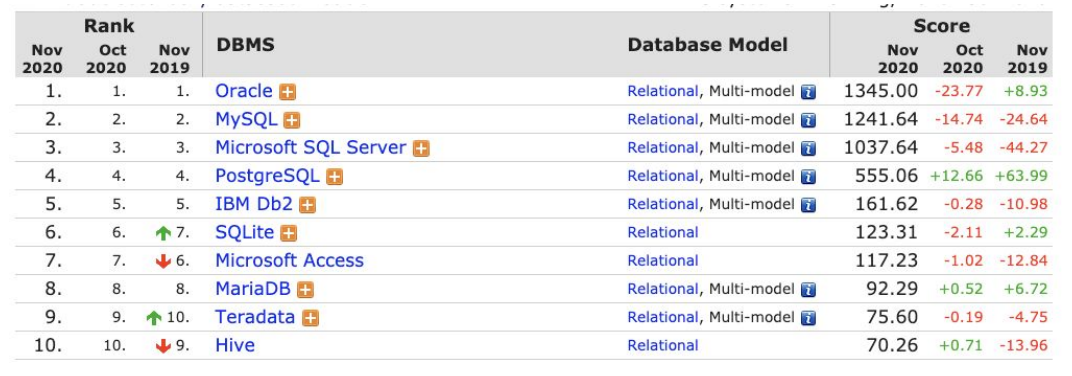 Rank Score
DBMS Database Model
Nov Oct Nov Nov Oct Nov
2020 2020 2019 2020 2020 2019
1. 1. 1. Oracle Relational, Multi-model 1345.00 -23.77 +8.93
2. 2. 2. MySQL Relational, Multi-model 1241.64 -14.74 -24.64
3. 3. 3. Microsoft SQL Server Relational, Multi-model 1037.64 -5.48 -44.27
4. 4. 4. PostgreSQL Relational, Multi-model 555.06 +12.66 +63.99
5. 5. 5. IBM Db2 Relational, Multi-model 161.62 -0.28 -10.98
6. 6. 7. SQLite Relational 123.31 -2.11 +2.29
7. 7. 6. Microsoft Access Relational 117.23 -1.02 -12.84
8. 8. 8. MariaDB Relational, Multi-model 92.29 +0.52 +6.72
9. 9. 10. Teradata Relational, Multi-model 75.60 -0.19 -4.75
10. 10. 9. Hive Relational 70.26 +0.71 -13.96